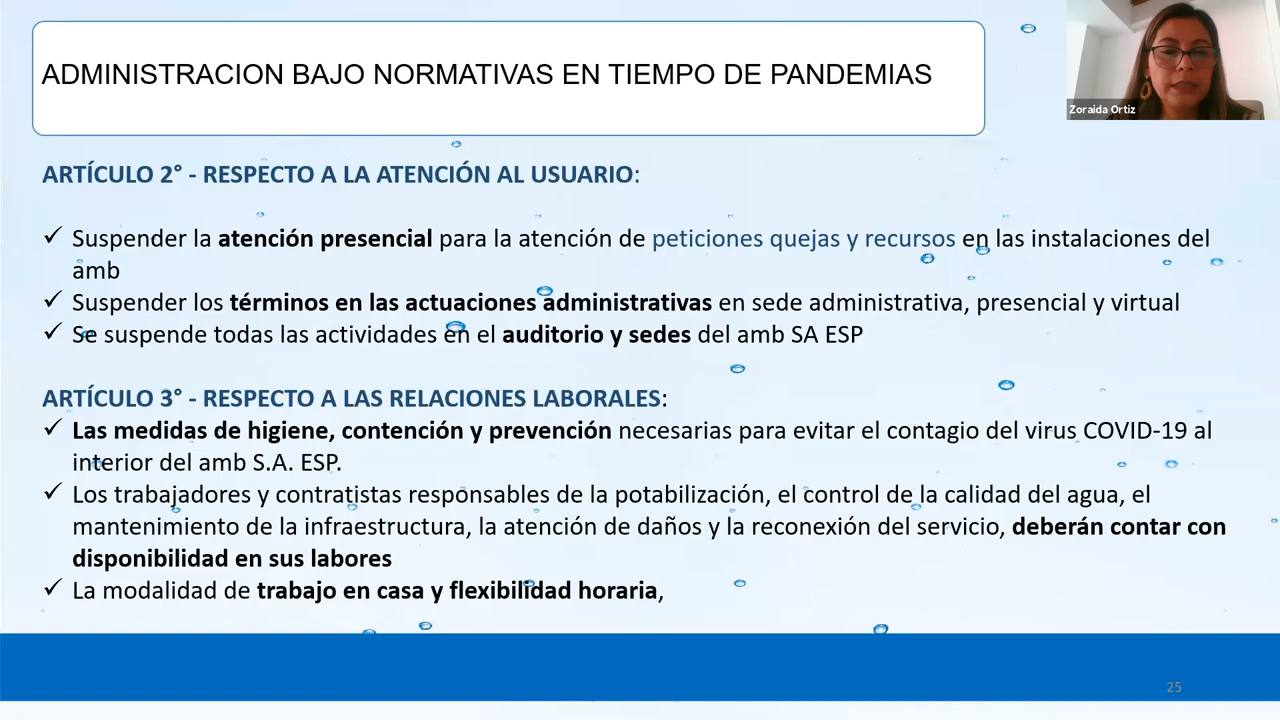 ADMINISTRACION BAJO NORMATIVAS EN TIEMPO DE PANDEMIAS
Zoraida Ortiz
ARTÍCULO 2° - RESPECTO A LA ATENCIÓN AL USUARIO:
✓ Suspender la atención presencial para la atención de peticiones quejas y recursos en las instalaciones del
amb
✓ Suspender los términos en las actuaciones administrativas en sede administrativa, presencial y virtual
✓ Se suspende todas las actividades en el auditorio y sedes del amb SA ESP
ARTÍCULO 3° - RESPECTO A LAS RELACIONES LABORALES:
✓ Las medidas de higiene, contención y prevención necesarias para evitar el contagio del virus COVID-19 al
interior del amb S.A. ESP.
✓ Los trabajadores y contratistas responsables de la potabilización, el control de la calidad del agua, el
mantenimiento de la infraestructura, la atención de daños y la reconexión del servicio, deberán contar con
disponibilidad en sus labores
✓ La modalidad de trabajo en casa y flexibilidad horaria,
25